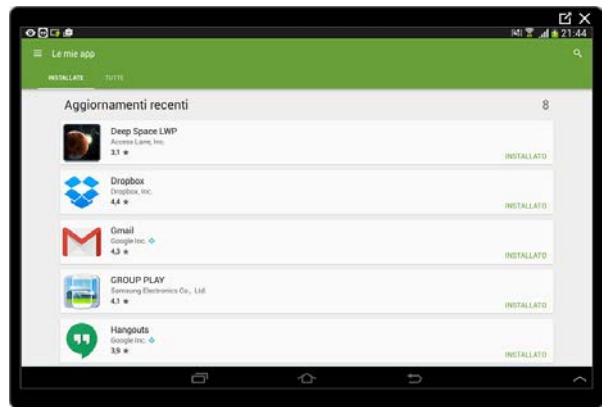 21:44
Le mie app
INSTALLATE TUTTE
Aggiornamenti recenti 8
Deep Space LWP
Access Lane, Inc.
3,1 ★
INSTALLATO
Dropbox
Dropbox, Inc.
4,4 ★
INSTALLATO
Gmail
Google Inc.
4,3 ★
INSTALLATO
GROUP PLAY
Samsung Electronics Co., Ltd.
4,1 ★
INSTALLATO
Hangouts
Google Inc.
3,9 ★
INSTALLATO